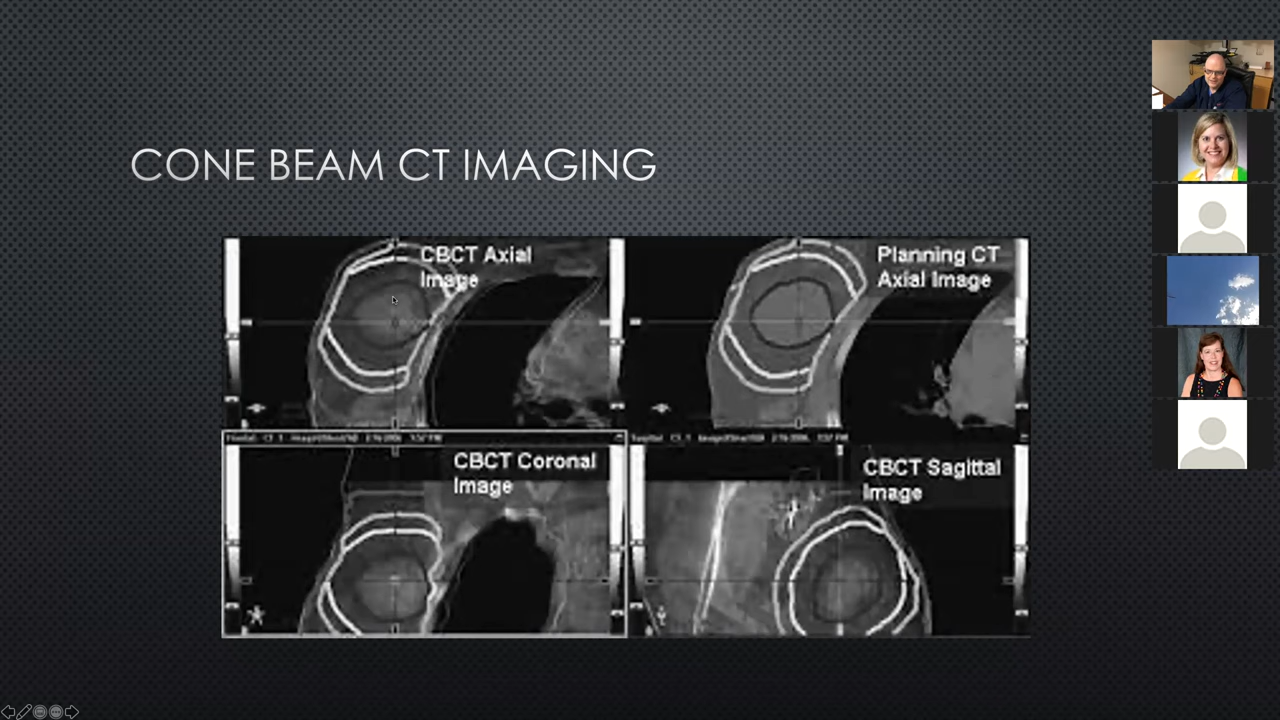 CONE BEAM CT IMAGING
CBCT Axial
Image
Planning CT
Axial Image
CBCT Coronal
Image
CBCT Sagittal
Image